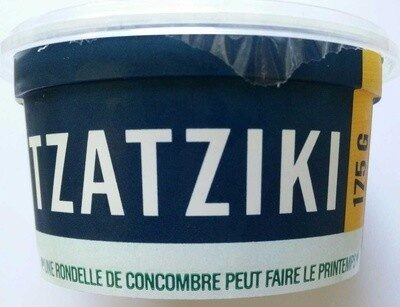 TZATZIKI
175 G
UNE RONDELLE DE CONCOMBRE PEUT FAIRE LE PRINTEMPS